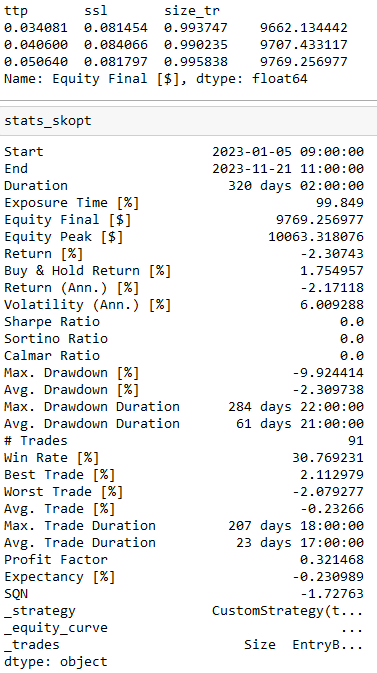 ttp ssl size_tr
0.034081 0.081454 0.993747 9662.134442
0.040600 0.084066 0.990235 9707.433117
0.050640 0.081797 0.995838 9769.256977
Name: Equity Final [$], dtype: float64
stats_skopt
Start 2023-01-05 09:00:00
End 2023-11-21 11:00:00
Duration 320 days 02:00:00
Exposure Time [%] 99.849
Equity Final [$] 9769.256977
Equity Peak [$] 10063.318076
Return [%] -2.30743
Buy & Hold Return [%] 1.754957
Return (Ann.) [%] -2.17118
Volatility (Ann.) [%] 6.009288
Sharpe Ratio 0.0
Sortino Ratio 0.0
Calmar Ratio 0.0
Max. Drawdown [%] -9.924414
Avg. Drawdown [%] -2.309738
Max. Drawdown Duration 284 days 22:00:00
Avg. Drawdown Duration 61 days 21:00:00
# Trades 91
Win Rate [%] 30.769231
Best Trade [%] 2.112979
Worst Trade [%] -2.079277
Avg. Trade [%] -0.23266
Max. Trade Duration 207 days 18:00:00
Avg. Trade Duration 23 days 17:00:00
Profit Factor 0.321468
Expectancy [%] -0.230989
SQN -1.72763
_strategy CustomStrategy(t...
_equity_curve ...
_trades Size EntryB...
dtype: object